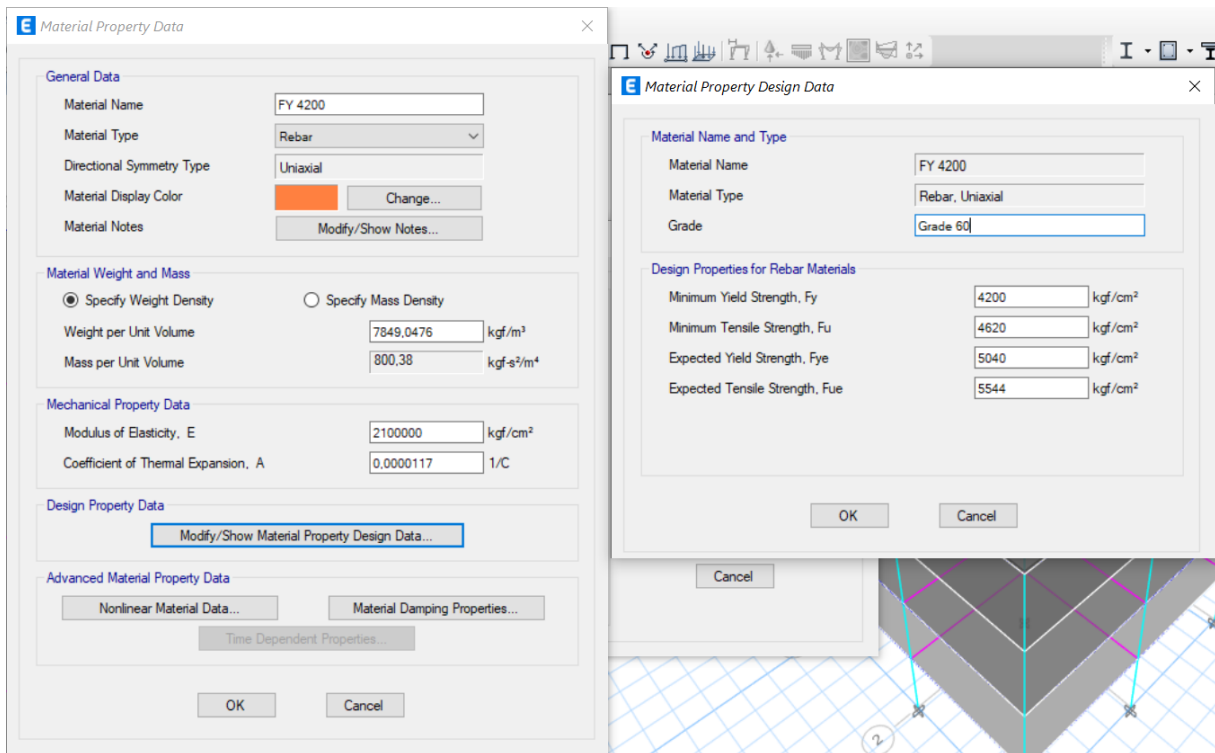 E Material Property Data
General Data
Material Name FY 4200
Material Type Rebar
Directional Symmetry Type Uniaxial
Material Display Color Change...
Material Notes Modify/Show Notes...
Material Weight and Mass
Specify Weight Density Specify Mass Density
Weight per Unit Volume 7849,0476 kgf/m³
Mass per Unit Volume 800,38 kgf-s²/m⁴
Mechanical Property Data
Modulus of Elasticity, E 2100000 kgf/cm²
Coefficient of Thermal Expansion, A 0,0000117 1/C
Design Property Data
Modify/Show Material Property Design Data...
Advanced Material Property Data
Nonlinear Material Data... Material Damping Properties...
Time Dependent Properties...
OK Cancel
E Material Property Design Data
Material Name and Type
Material Name FY 4200
Material Type Rebar, Uniaxial
Grade Grade 60
Design Properties for Rebar Materials
Minimum Yield Strength, Fy 4200 kgf/cm²
Minimum Tensile Strength, Fu 4620 kgf/cm²
Expected Yield Strength, Fye 5040 kgf/cm²
Expected Tensile Strength, Fue 5544 kgf/cm²
OK Cancel
Cancel
2